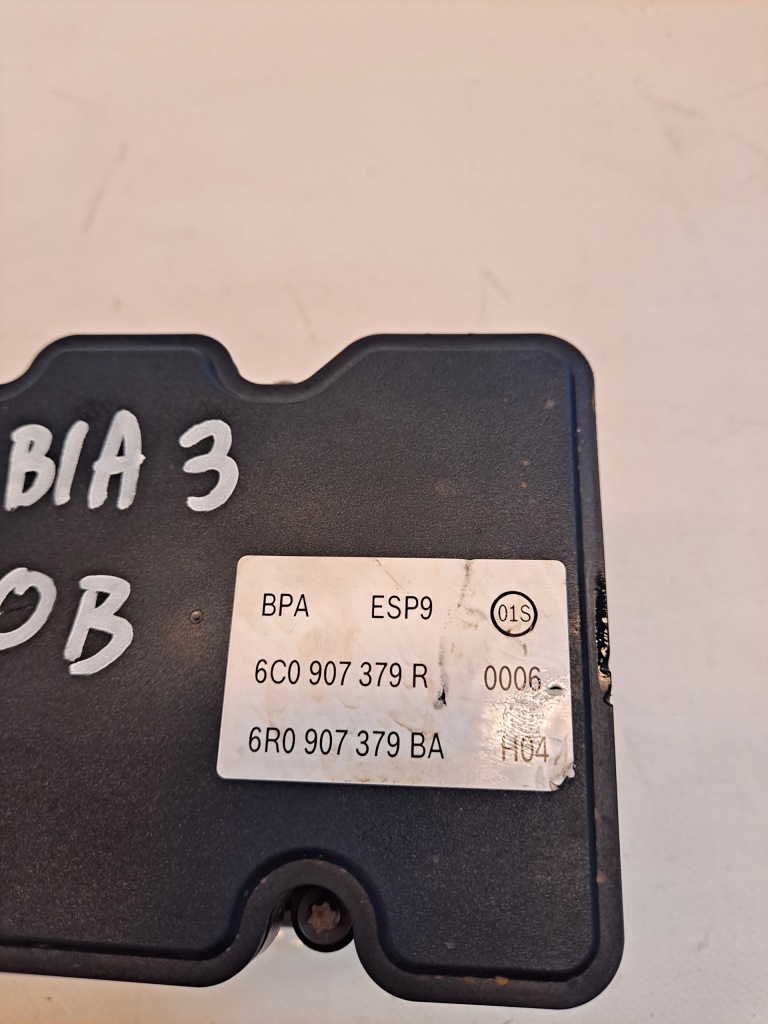 BIA 3
OB
BPA ESP9 01S
6C0 907 379 R 0006
6R0 907 379 BA H04